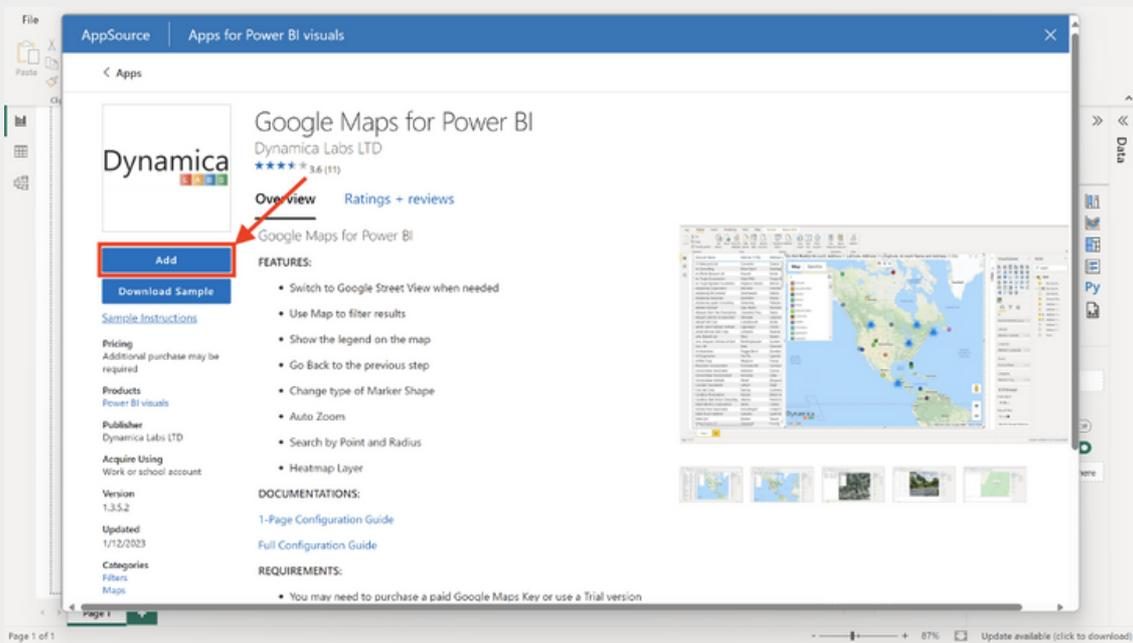 File
AppSource
Apps for Power BI visuals
Paste
Apps
Dynamica
LABS
Google Maps for Power BI
Dynamica Labs LTD
3.6 (11)
Overview
Ratings + reviews
Add
Download Sample
Sample Instructions
Pricing
Additional purchase may be
required
Products
Power BI visuals
Publisher
Dynamica Labs LTD
Acquire Using
Work or school account
Version
1.3.5.2
Updated
1/12/2023
Categories
Filters
Maps
Google Maps for Power BI
FEATURES:
• Switch to Google Street View when needed
• Use Map to filter results
• Show the legend on the map
• Go Back to the previous step
• Change type of Marker Shape
• Auto Zoom
• Search by Point and Radius
• Heatmap Layer
DOCUMENTATIONS:
1-Page Configuration Guide
Full Configuration Guide
REQUIREMENTS:
• You may need to purchase a paid Google Maps Key or use a Trial version
Data
Py
Page 1
Page 1 of 1
87%
Update available (click to download)